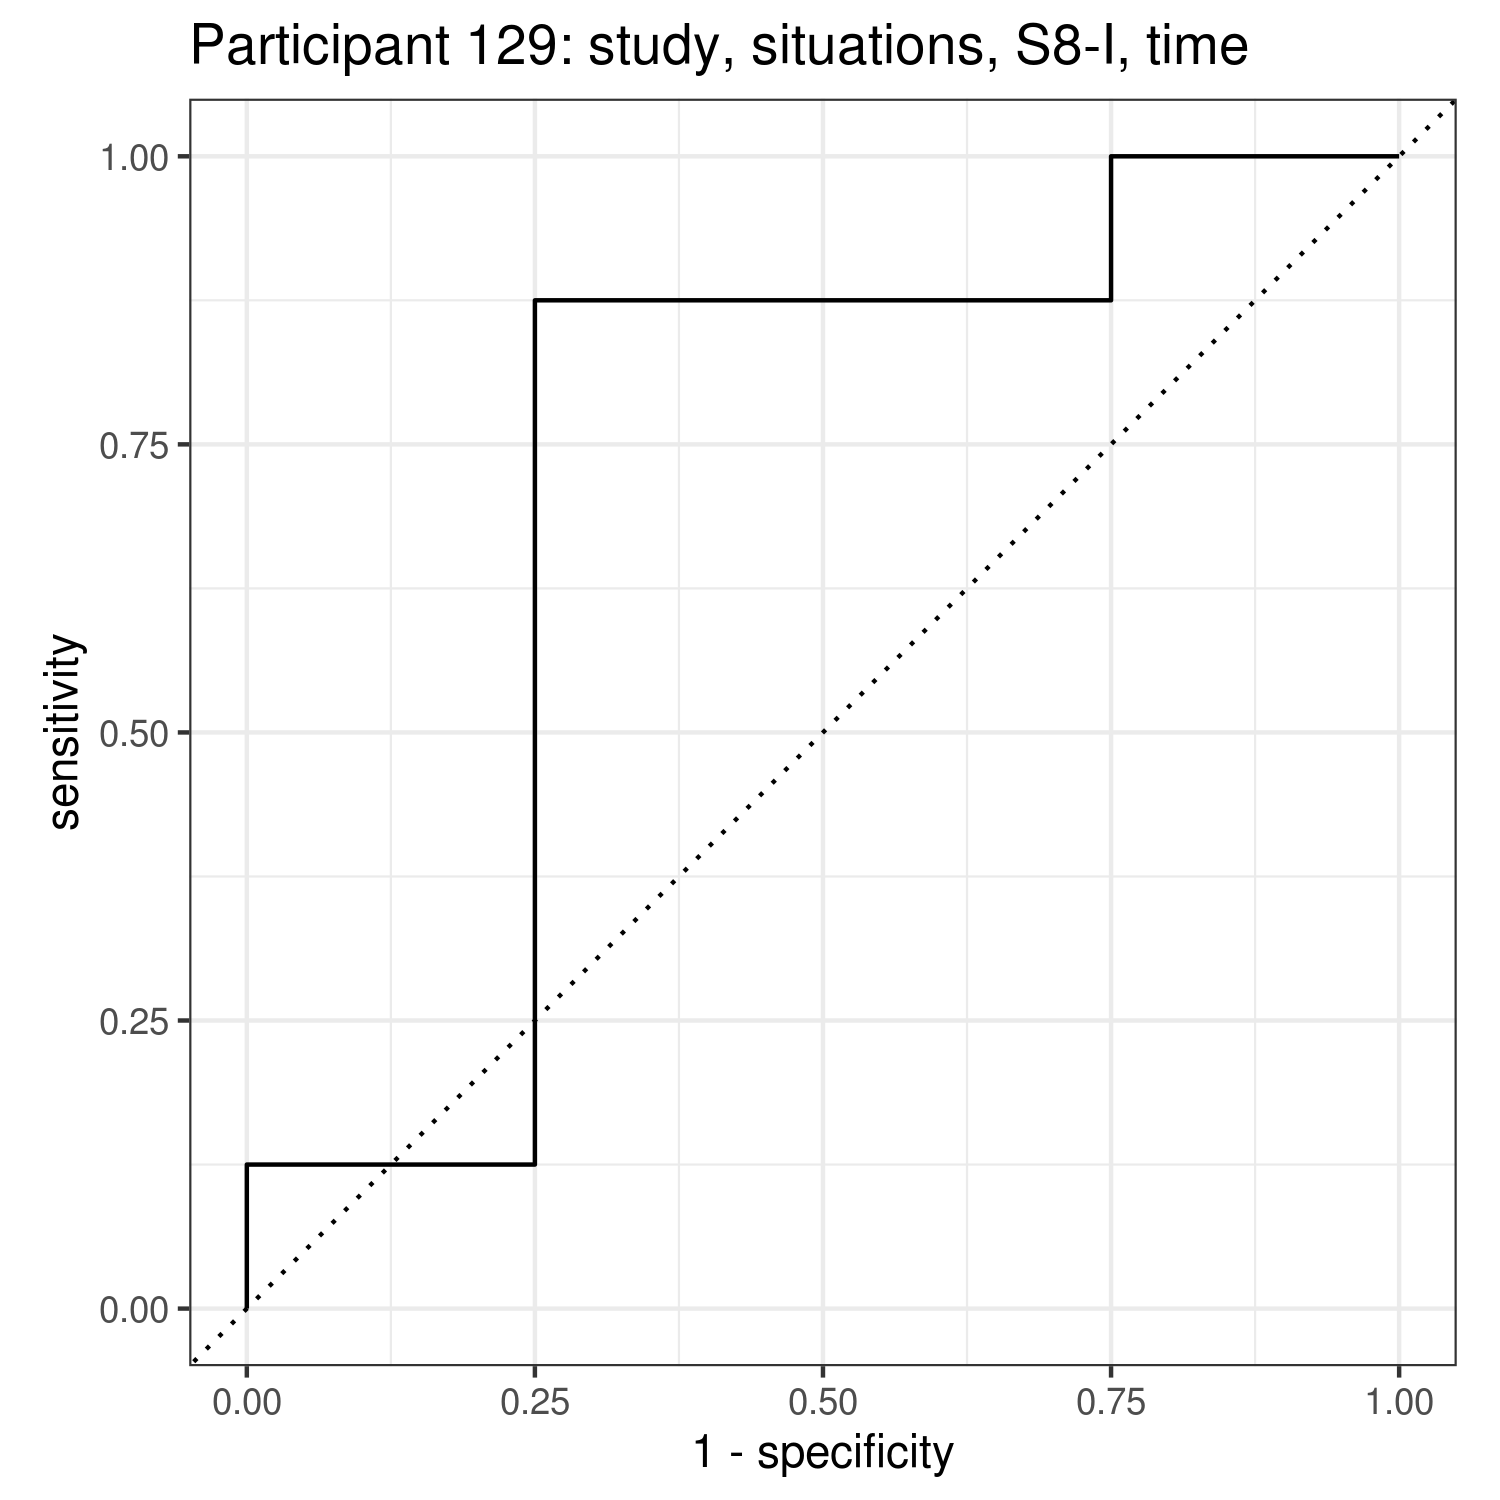 Participant 129: study, situations, S8-I, time
1.00
0.75
0.50
0.25
0.00
sensitivity
0.00 0.25 0.50 0.75 1.00
1 - specificity